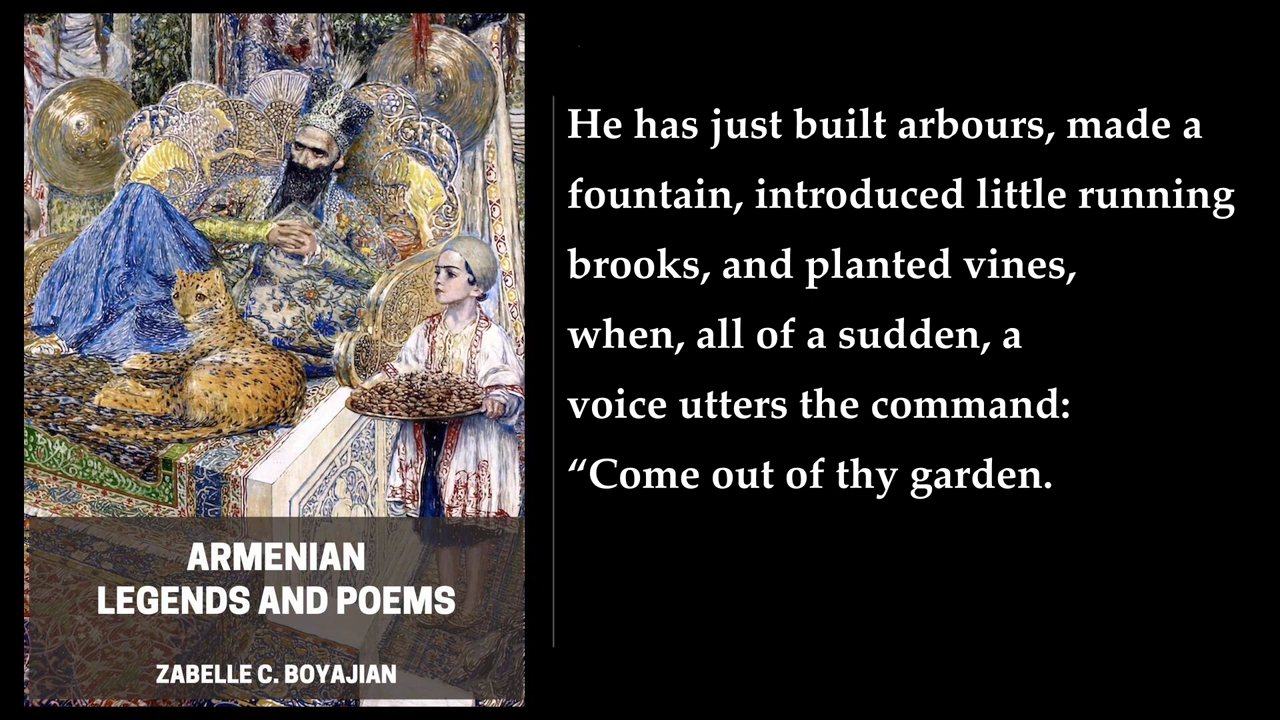 ARMENIAN
LEGENDS AND POEMS
ZABELLE C. BOYAJIAN
He has just built arbours, made a
fountain, introduced little running
brooks, and planted vines,
when, all of a sudden, a
voice utters the command:
“Come out of thy garden.